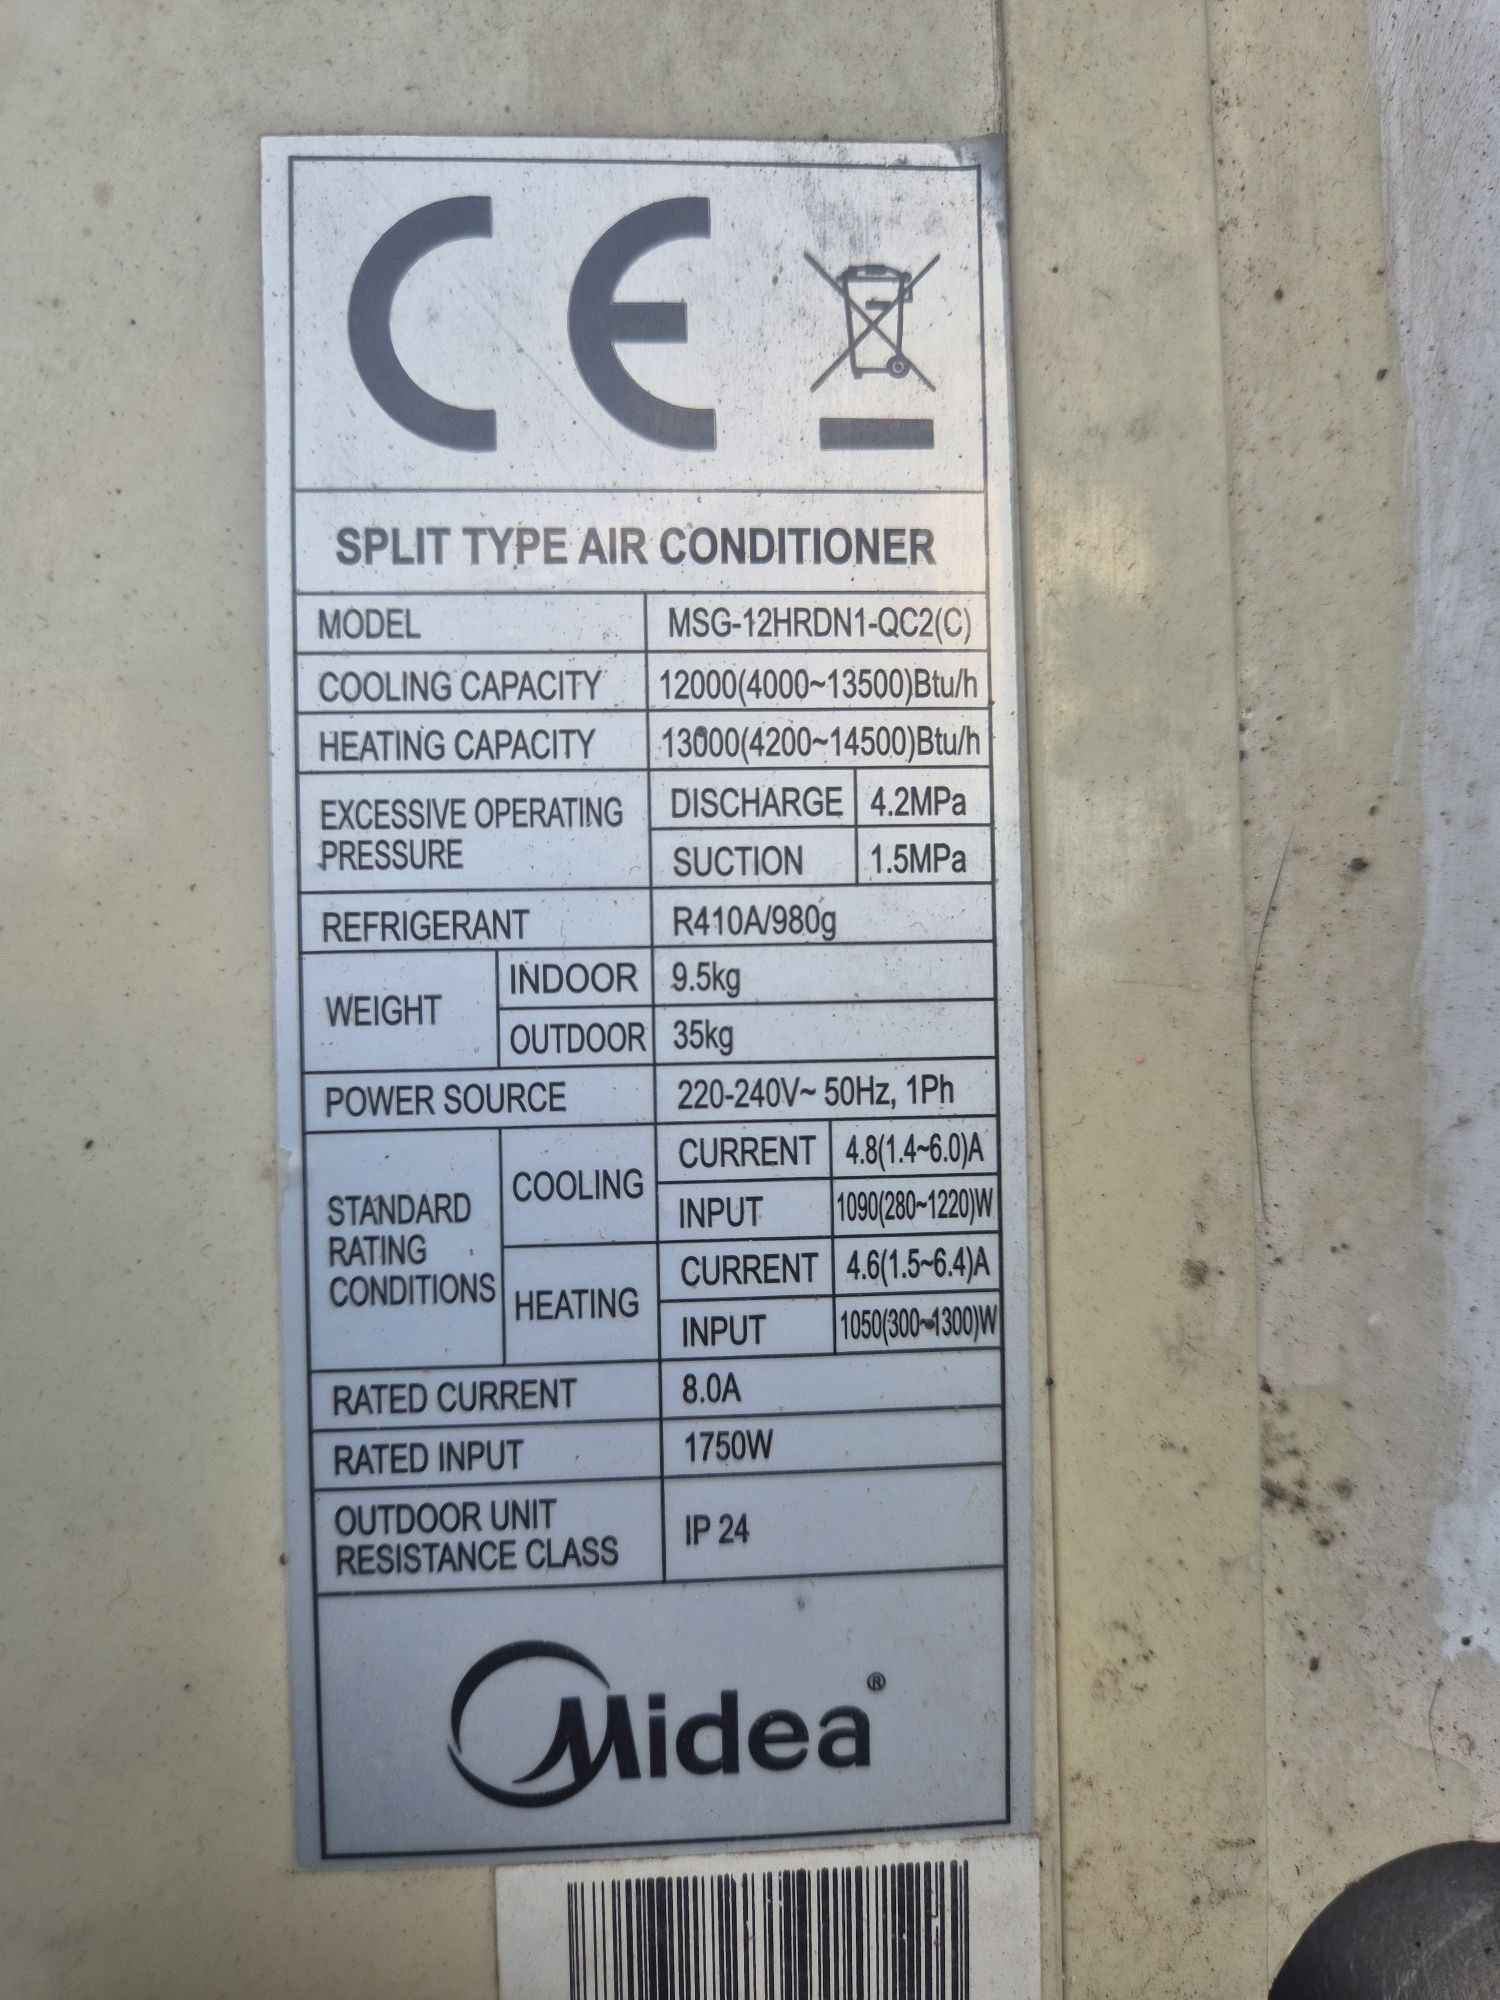 CE
SPLIT TYPE AIR CONDITIONER
MODEL MSG-12HRDN1-QC2(C)
COOLING CAPACITY 12000(4000~13500)Btu/h
HEATING CAPACITY 13000(4200~14500)Btu/h
EXCESSIVE OPERATING
PRESSURE
DISCHARGE 4.2MPa
SUCTION 1.5MPa
REFRIGERANT R410A/980g
WEIGHT
INDOOR 9.5kg
OUTDOOR 35kg
POWER SOURCE 220-240V~ 50Hz, 1Ph
STANDARD
RATING
CONDITIONS
COOLING
CURRENT 4.8(1.4~6.0)A
INPUT 1090(280~1220)W
HEATING
CURRENT 4.6(1.5~6.4)A
INPUT 1050(300~1300)W
RATED CURRENT 8.0A
RATED INPUT 1750W
OUTDOOR UNIT
RESISTANCE CLASS
IP 24
Midea®